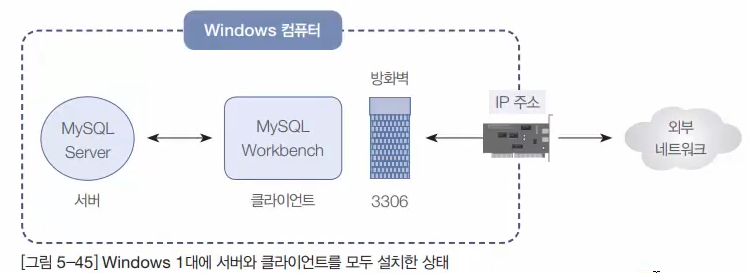 Windows 컴퓨터
방화벽
IP 주소
MySQL
Server
MySQL
Workbench
외부
네트워크
서버
클라이언트
3306
[그림 5-45] Windows 1대에 서버와 클라이언트를 모두 설치한 상태